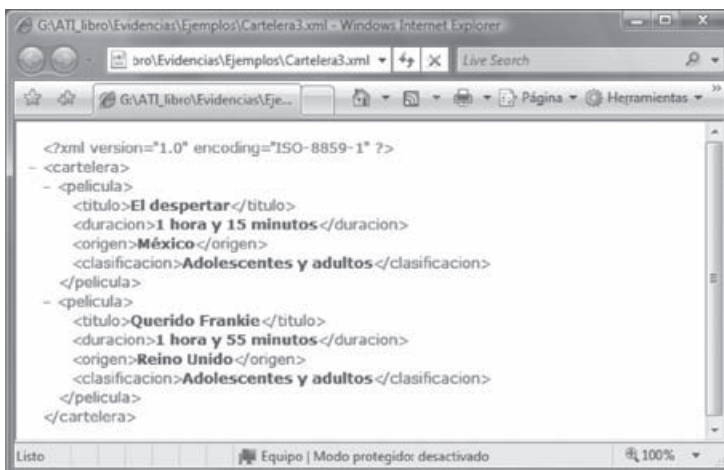 G:\ATI_libro\Evidencias\Ejemplos\Cartelera3.xml - Windows Internet Explorer
bro\Evidencias\Ejemplos\Cartelera3.xml
Live Search
G:\ATI_libro\Evidencias\Eje...
Página
Herramientas
<?xml version="1.0" encoding="ISO-8859-1" ?>
- <cartelera>
- <pelicula>
<titulo>El despertar</titulo>
<duracion>1 hora y 15 minutos</duracion>
<origen>México</origen>
<clasificacion>Adolescentes y adultos</clasificacion>
</pelicula>
- <pelicula>
<titulo>Querido Frankie</titulo>
<duracion>1 hora y 55 minutos</duracion>
<origen>Reino Unido</origen>
<clasificacion>Adolescentes y adultos</clasificacion>
</pelicula>
</cartelera>
Listo
Equipo | Modo protegido: desactivado
100%